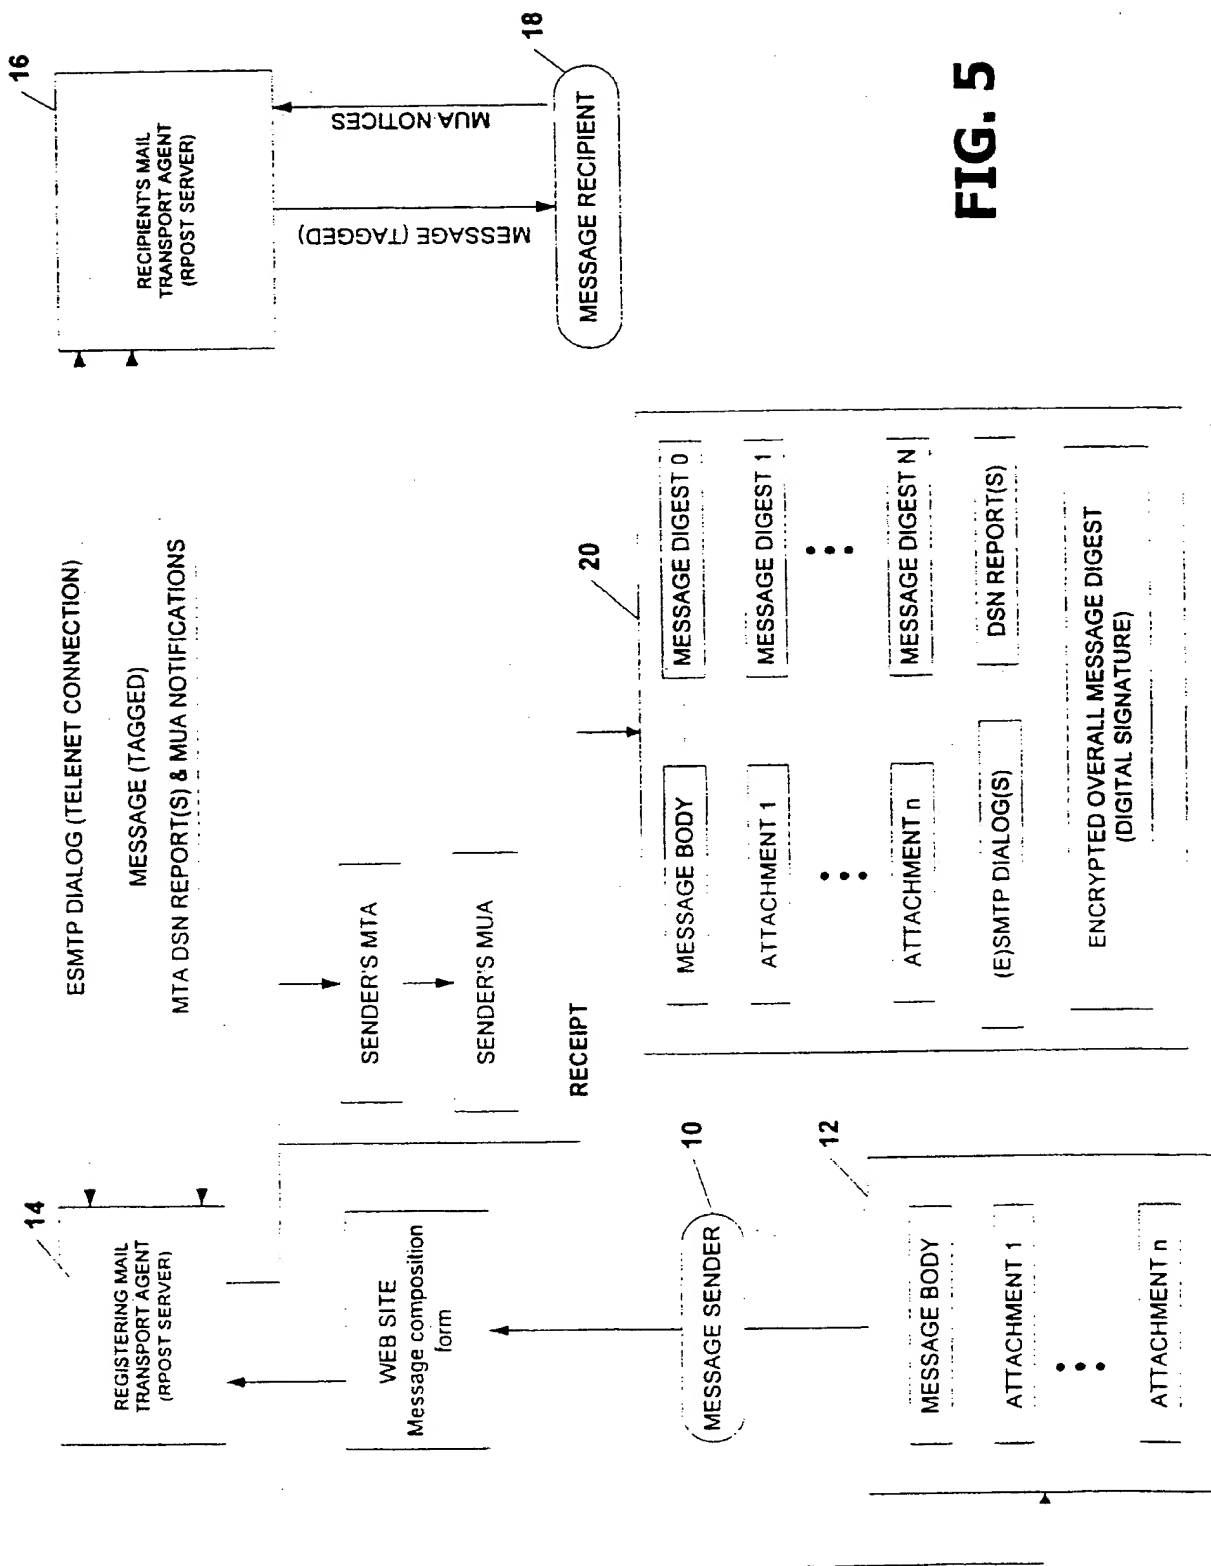 14
REGISTERING MAIL
TRANSPORT AGENT
(RPOST SERVER)
ESMTP DIALOG (TELENET CONNECTION)
MESSAGE (TAGGED)
MTA DSN REPORT(S) & MUA NOTIFICATIONS
16
RECIPIENT'S MAIL
TRANSPORT AGENT
(RPOST SERVER)
WEB SITE
Message composition
form
SENDER'S MTA
SENDER'S MUA
RECEIPT
MESSAGE (TAGGED)
MUA NOTICES
18
MESSAGE RECIPIENT
10
MESSAGE SENDER
12
MESSAGE BODY
ATTACHMENT 1
ATTACHMENT n
20
MESSAGE BODY
MESSAGE DIGEST 0
ATTACHMENT 1
MESSAGE DIGEST 1
ATTACHMENT n
MESSAGE DIGEST N
(E)SMTP DIALOG(S)
DSN REPORT(S)
ENCRYPTED OVERALL MESSAGE DIGEST
(DIGITAL SIGNATURE)
FIG. 5